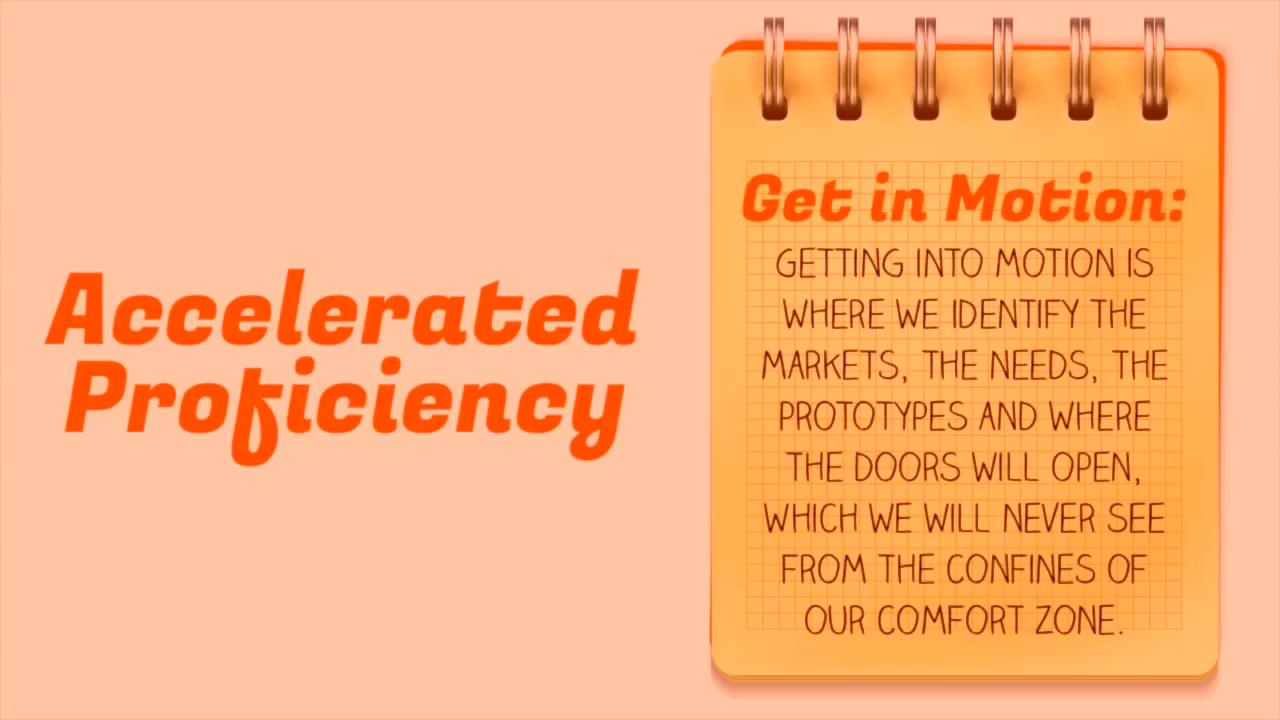 Accelerated
Proficiency
Get in Motion:
GETTING INTO MOTION IS
WHERE WE IDENTIFY THE
MARKETS, THE NEEDS, THE
PROTOTYPES AND WHERE
THE DOORS WILL OPEN,
WHICH WE WILL NEVER SEE
FROM THE CONFINES OF
OUR COMFORT ZONE.